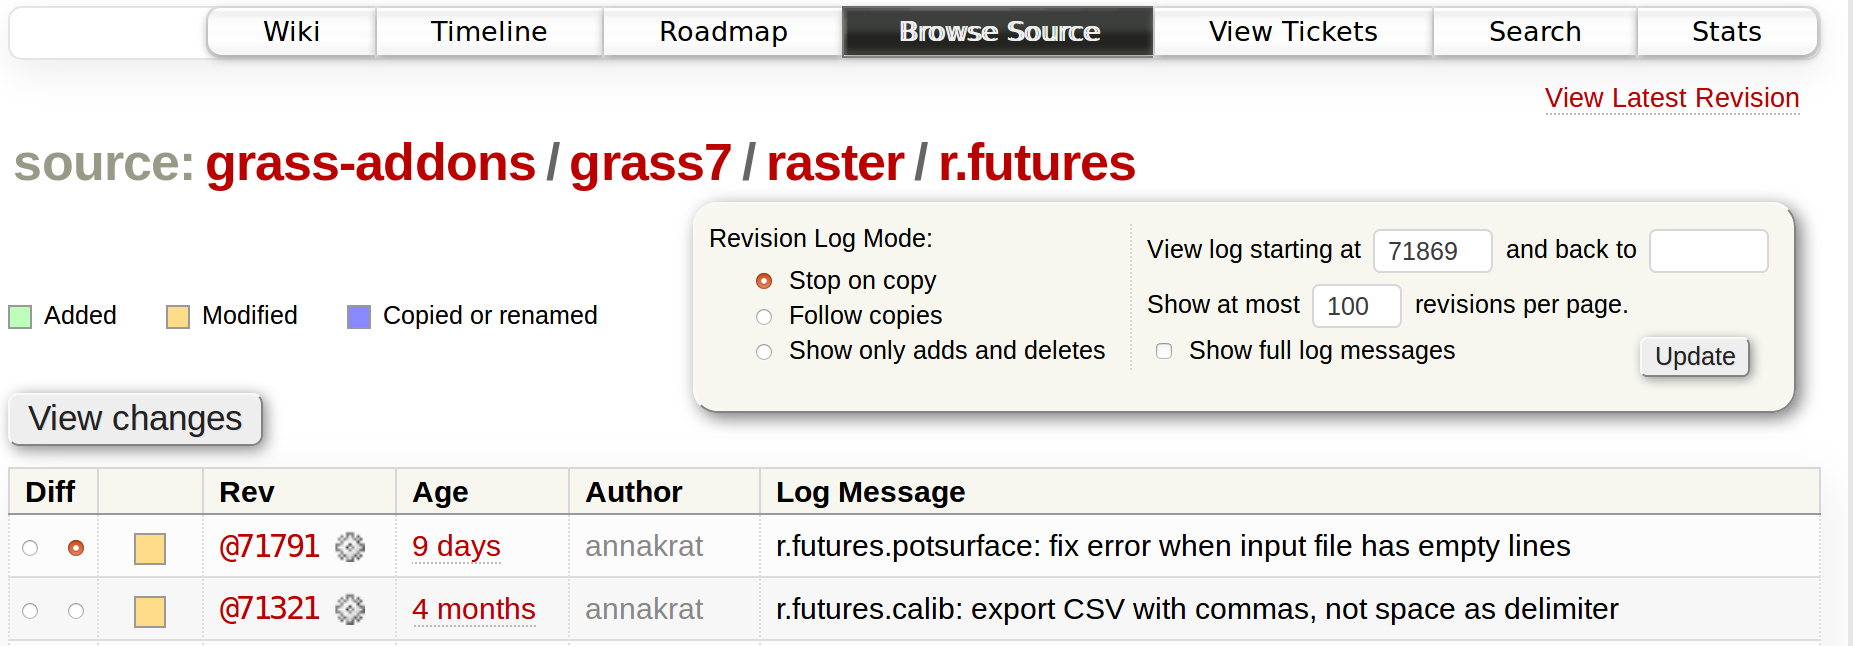 Wiki Timeline Roadmap Browse Source View Tickets Search Stats
View Latest Revision
source: grass-addons / grass7 / raster / r.futures
Revision Log Mode:
Stop on copy
Follow copies
Show only adds and deletes
View log starting at 71869 and back to
Show at most 100 revisions per page.
Show full log messages
Update
Added Modified Copied or renamed
View changes
Diff Rev Age Author Log Message
@71791 9 days annakrat r.futures.potsurface: fix error when input file has empty lines
@71321 4 months annakrat r.futures.calib: export CSV with commas, not space as delimiter